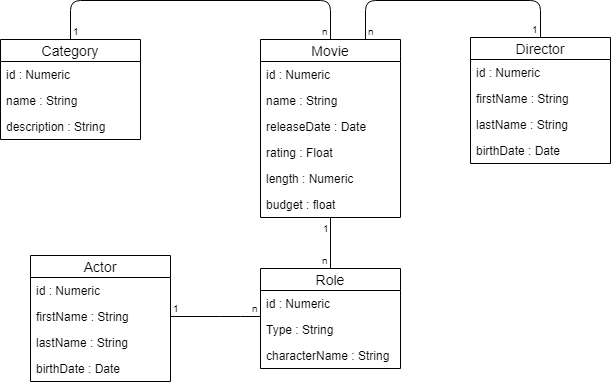 1
n
n
1
Category
id : Numeric
name : String
description : String
Movie
id : Numeric
name : String
releaseDate : Date
rating : Float
length : Numeric
budget : float
Director
id : Numeric
firstName : String
lastName : String
birthDate : Date
1
n
Actor
id : Numeric
firstName : String
lastName : String
birthDate : Date
1
n
Role
id : Numeric
Type : String
characterName : String